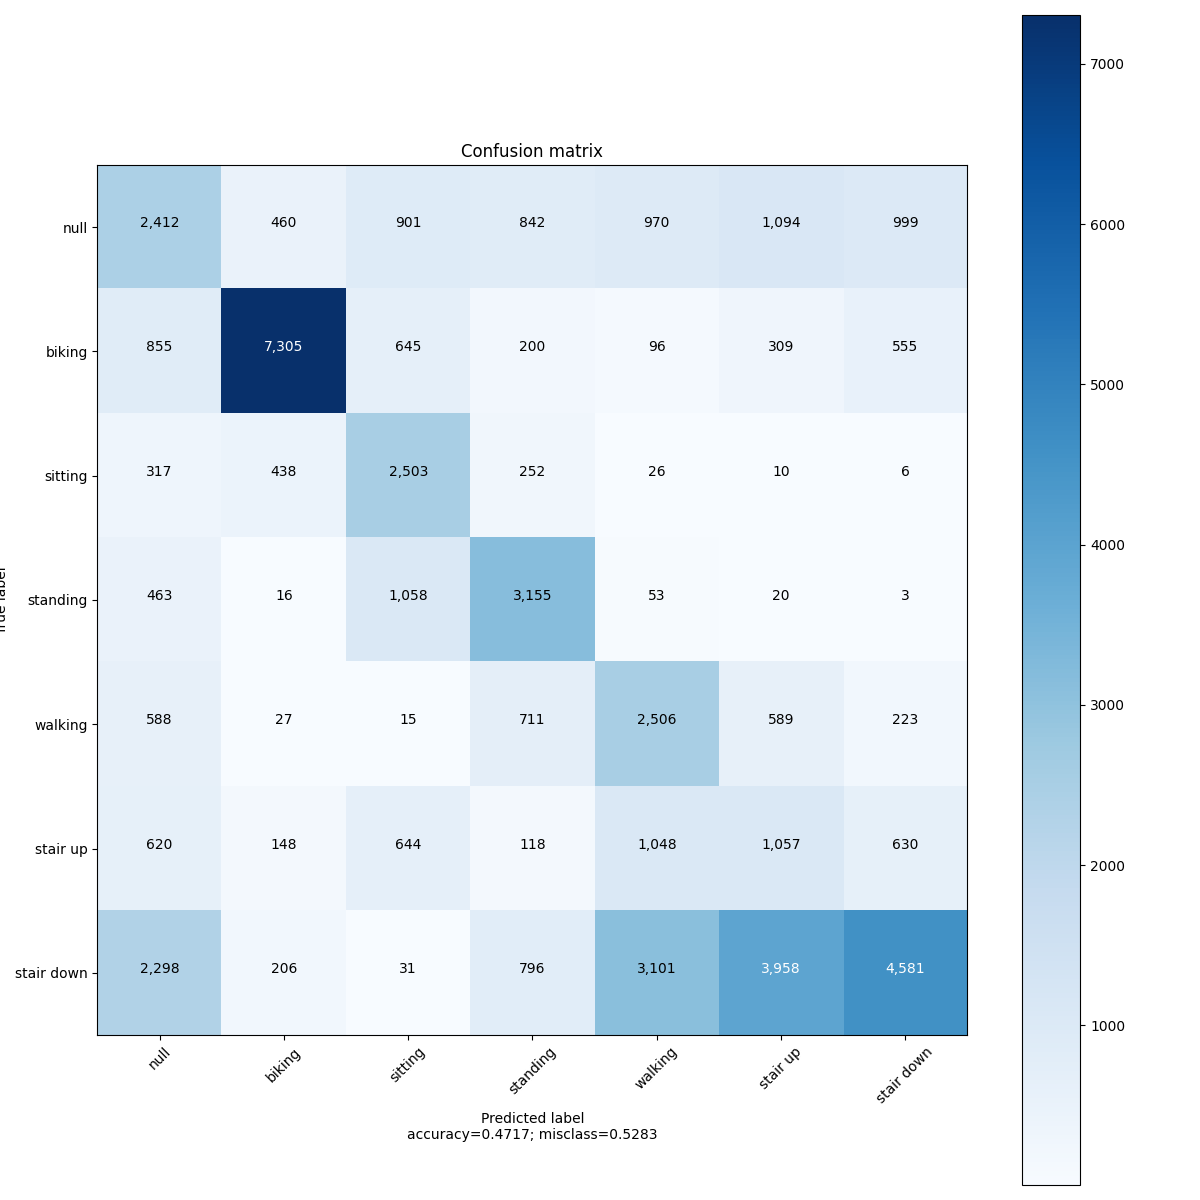 Confusion matrix
null 2,412 460 901 842 970 1,094 999
biking 855 7,305 645 200 96 309 555
sitting 317 438 2,503 252 26 10 6
standing 463 16 1,058 3,155 53 20 3
walking 588 27 15 711 2,506 589 223
stair up 620 148 644 118 1,048 1,057 630
stair down 2,298 206 31 796 3,101 3,958 4,581
null biking sitting standing walking stair up stair down
Predicted label
accuracy=0.4717; misclass=0.5283
True label
7000
6000
5000
4000
3000
2000
1000